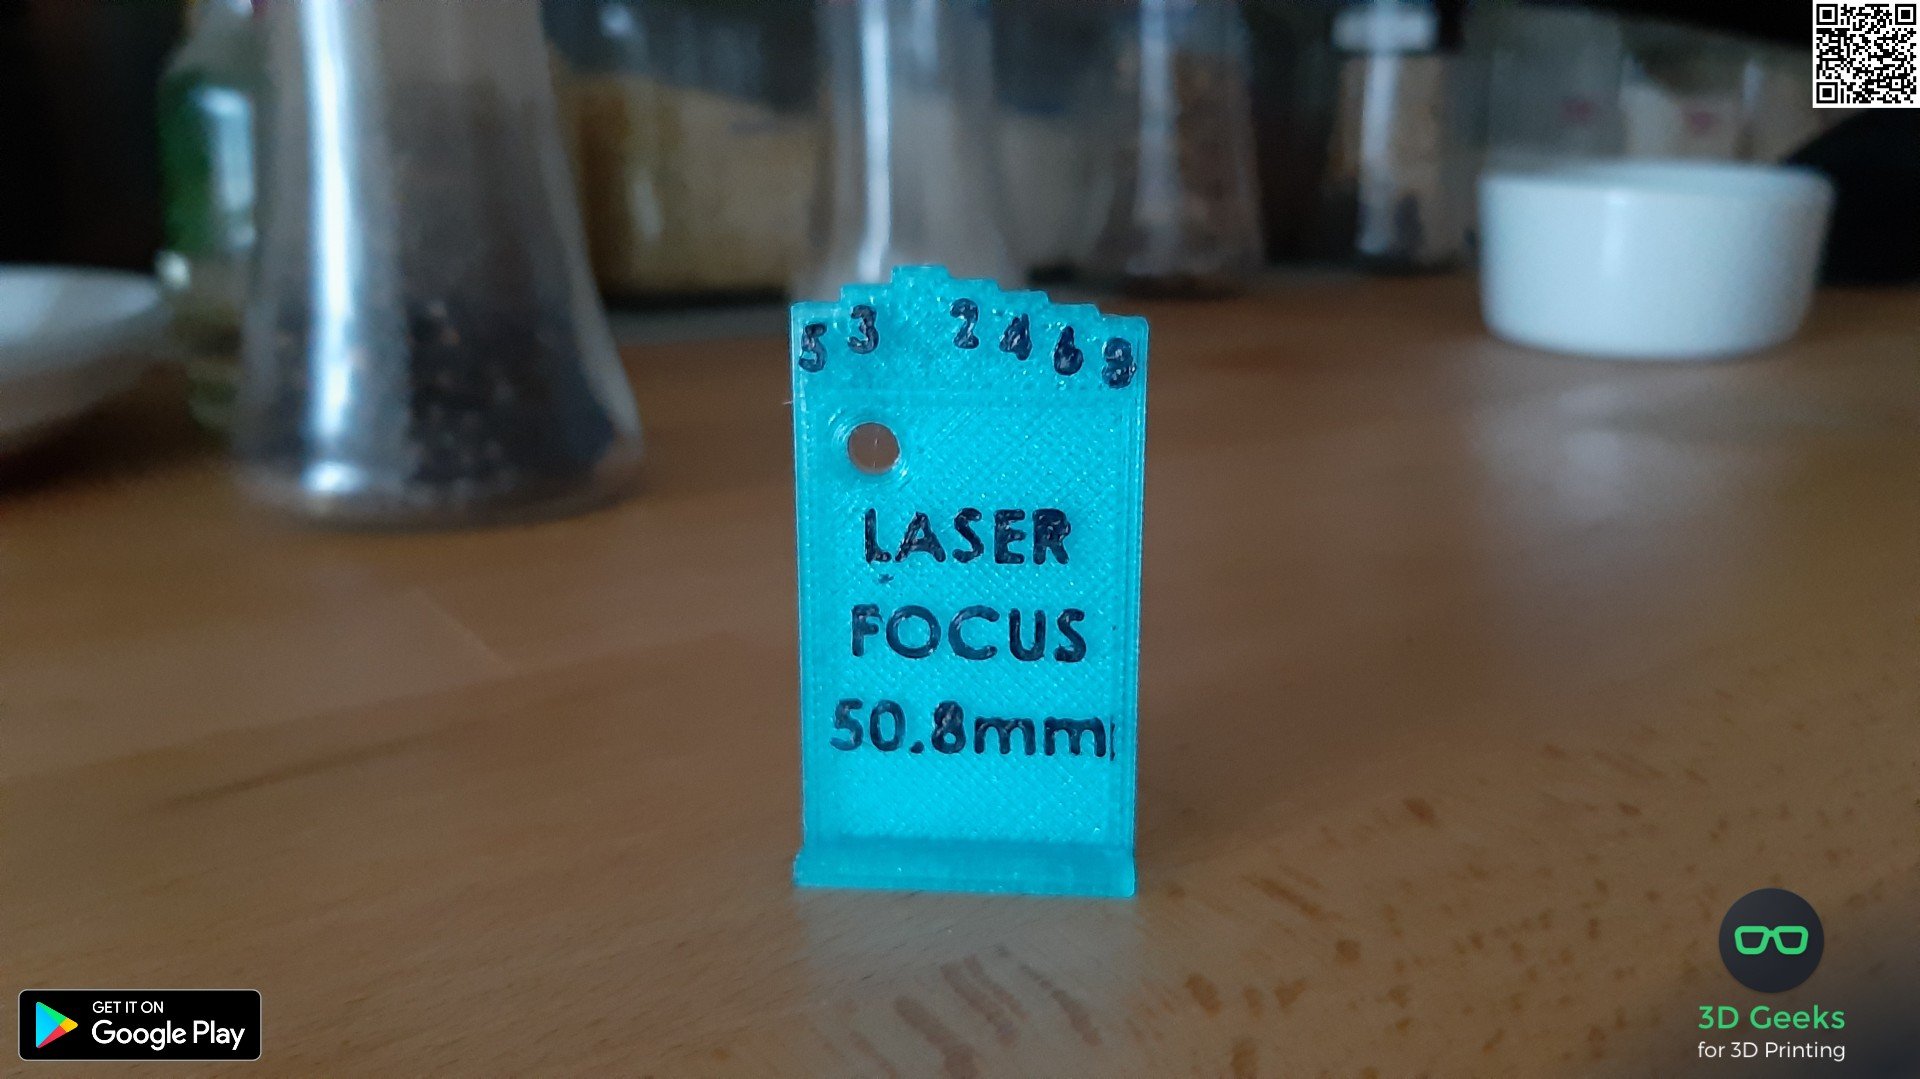 5 3 2 4 6 8
LASER
FOCUS
50.8mm
GET IT ON
Google Play
3D Geeks
for 3D Printing